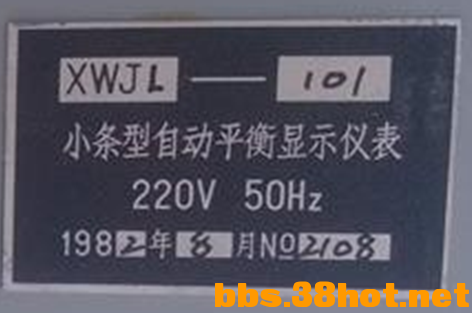 XWJL — 101
小条型自动平衡显示仪表
220V 50Hz
1982年8月NO2108
bbs.38hot.net